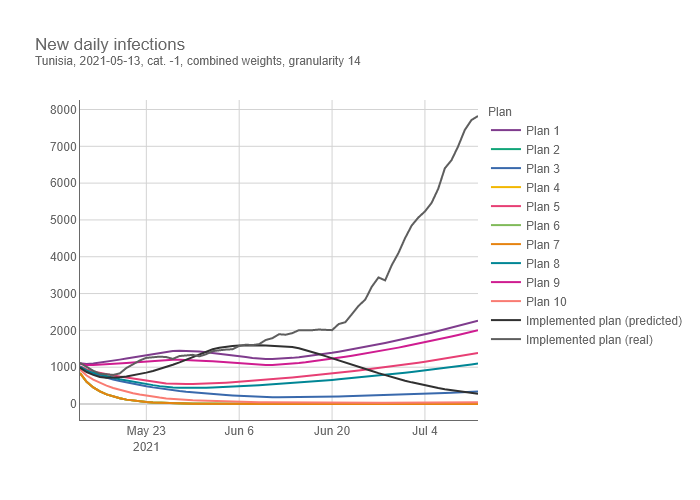 New daily infections
Tunisia, 2021-05-13, cat. -1, combined weights, granularity 14
8000
7000
6000
5000
4000
3000
2000
1000
0
May 23
2021
Jun 6
Jun 20
Jul 4
Plan
Plan 1
Plan 2
Plan 3
Plan 4
Plan 5
Plan 6
Plan 7
Plan 8
Plan 9
Plan 10
Implemented plan (predicted)
Implemented plan (real)